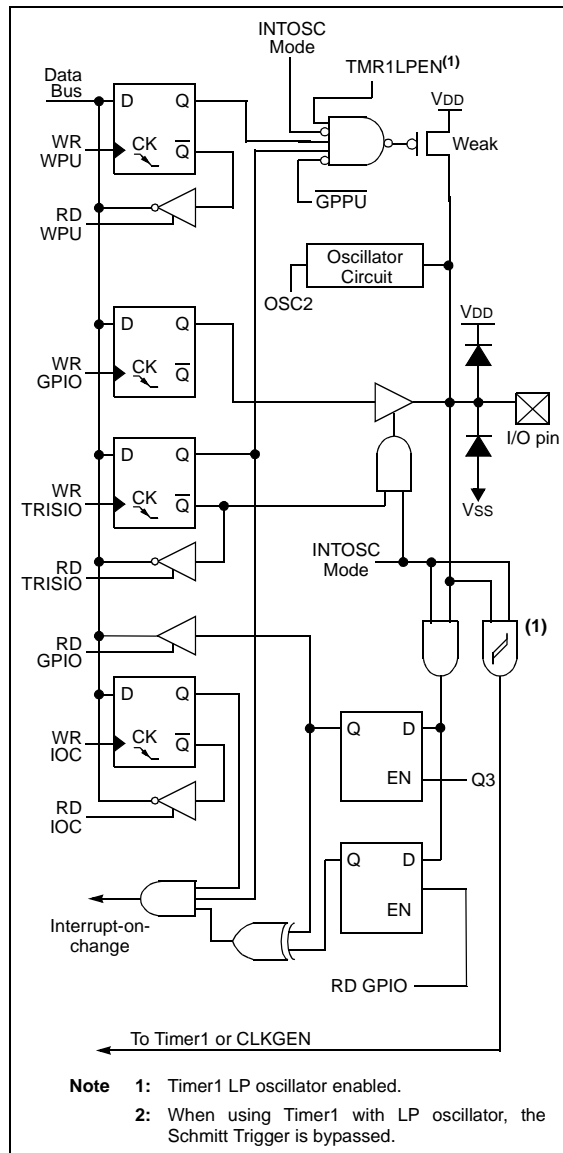 INTOSC
Mode
TMR1LPEN(1)
Data
Bus
VDD
D Q
WR
WPU
CK
Q
Weak
RD
WPU
GPPU
Oscillator
Circuit
OSC2
VDD
D Q
WR
GPIO
CK
Q
I/O pin
D Q
WR
TRISIO
CK
Q
VSS
INTOSC
Mode
RD
TRISIO
(1)
RD
GPIO
D Q
WR
IOC
CK
Q
Q D
EN
Q3
RD
IOC
Q D
EN
Interrupt-on-
change
RD GPIO
To Timer1 or CLKGEN
Note 1: Timer1 LP oscillator enabled.
2: When using Timer1 with LP oscillator, the
Schmitt Trigger is bypassed.